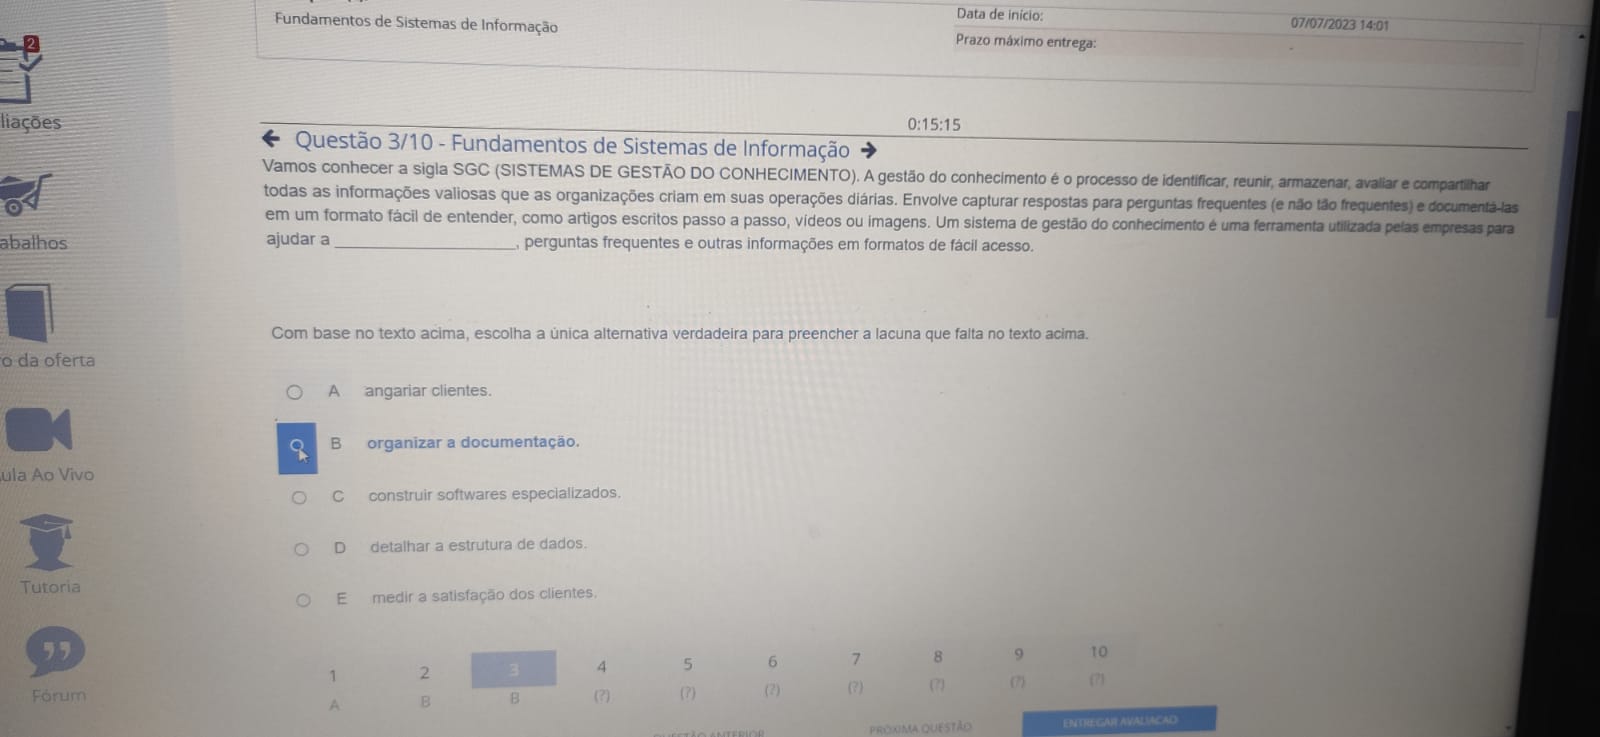 Fundamentos de Sistemas de Informação
Data de início:
07/07/2023 14:01
Prazo máximo entrega:
2
liações
abalhos
o da oferta
ula Ao Vivo
Tutoria
Fórum
0:15:15
Questão 3/10 - Fundamentos de Sistemas de Informação
Vamos conhecer a sigla SGC (SISTEMAS DE GESTÃO DO CONHECIMENTO). A gestão do conhecimento é o processo de identificar, reunir, armazenar, avaliar e compartilhar
todas as informações valiosas que as organizações criam em suas operações diárias. Envolve capturar respostas para perguntas frequentes (e não tão frequentes) e documentá-las
em um formato fácil de entender, como artigos escritos passo a passo, vídeos ou imagens. Um sistema de gestão do conhecimento é uma ferramenta utilizada pelas empresas para
ajudar a ____________________, perguntas frequentes e outras informações em formatos de fácil acesso.
Com base no texto acima, escolha a única alternativa verdadeira para preencher a lacuna que falta no texto acima.
A angariar clientes.
B organizar a documentação.
C construir softwares especializados.
D detalhar a estrutura de dados.
E medir a satisfação dos clientes.
1 2 3 4 5 6 7 8 9 10
A B B (?) (?) (?) (?) (?) (?) (?)
QUESTÃO ANTERIOR PRÓXIMA QUESTÃO ENTREGAR AVALIACAO